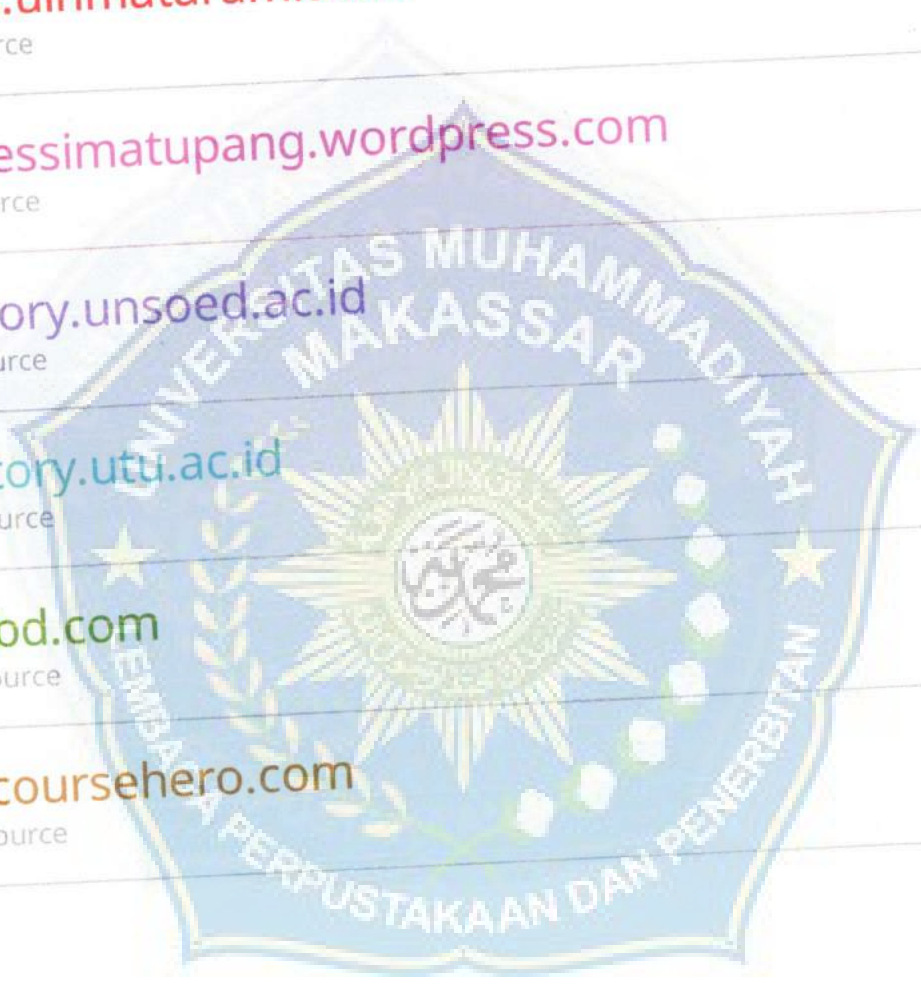 essimatupang.wordpress.com
rce
ory.unsoed.ac.id
urce
tory.utu.ac.id
urce
od.com
ource
coursehero.com
ource
UNIVERSITAS MUHAMMADIYAH
MAKASSAR
محمد
LEMBAGA PERPUSTAKAAN DAN PENERBITAN